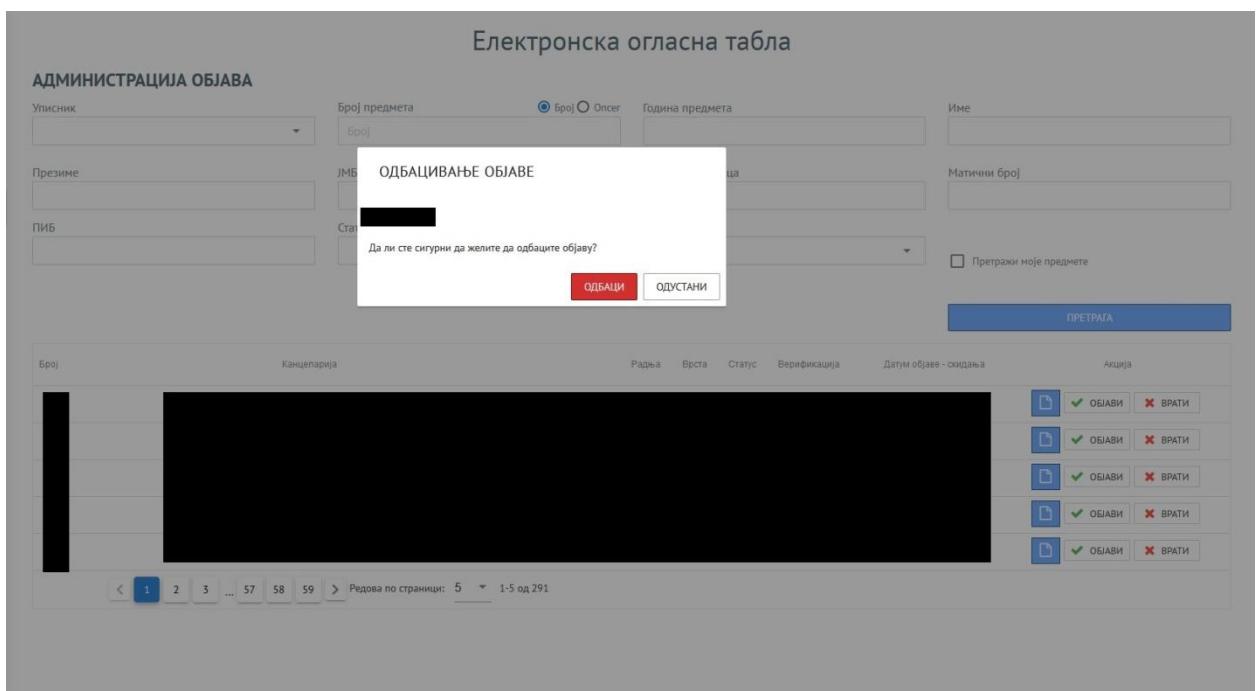 Електронска огласна табла
АДМИНИСТРАЦИЈА ОБЈАВА
Уписник
Број предмета
Број
Опсег
Година предмета
Име
Број
Презиме
Матични број
ОДБАЦИВАЊЕ ОБЈАВЕ
ПИБ
Да ли сте сигурни да желите да одбаците објаву?
Претражи моје предмете
ОДБАЦИ
ОДУСТАНИ
ПРЕТРАГА
Број
Канцеларија
Радња
Врста
Статус
Верификација
Датум објаве - скидања
Акција
ОБЈАВИ
ВРАТИ
ОБЈАВИ
ВРАТИ
ОБЈАВИ
ВРАТИ
ОБЈАВИ
ВРАТИ
ОБЈАВИ
ВРАТИ
1 2 3 ... 57 58 59 Редова по страници: 5 1-5 од 291